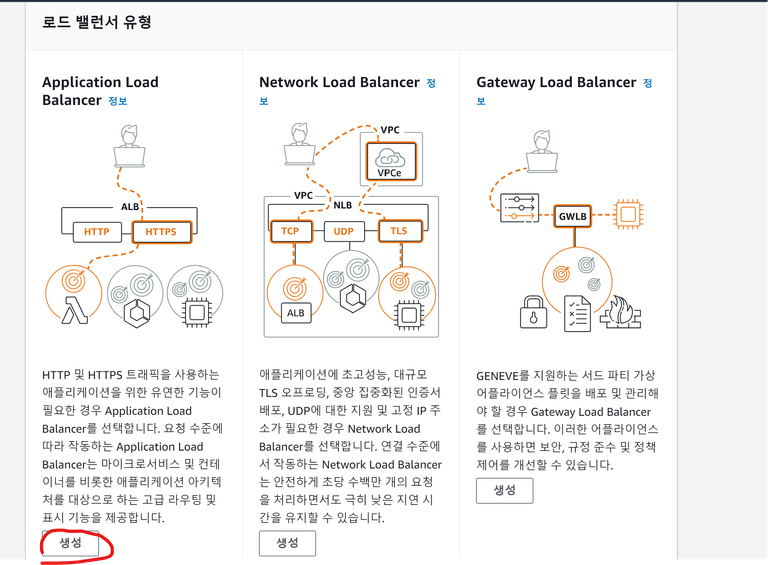 로드 밸런서 유형
Application Load
Balancer 정보
ALB
HTTP
HTTPS
HTTP 및 HTTPS 트래픽을 사용하는
애플리케이션을 위한 유연한 기능이
필요한 경우 Application Load
Balancer를 선택합니다. 요청 수준에
따라 작동하는 Application Load
Balancer는 마이크로서비스 및 컨테
이너를 비롯한 애플리케이션 아키텍
처를 대상으로 하는 고급 라우팅 및
표시 기능을 제공합니다.
생성
Network Load Balancer 정
보
VPC
VPCe
VPC
NLB
TCP
UDP
TLS
ALB
애플리케이션에 초고성능, 대규모
TLS 오프로딩, 중앙 집중화된 인증서
배포, UDP에 대한 지원 및 고정 IP 주
소가 필요한 경우 Network Load
Balancer를 선택합니다. 연결 수준에
서 작동하는 Network Load Balancer
는 안전하게 초당 수백만 개의 요청
을 처리하면서도 극히 낮은 지연 시
간을 유지할 수 있습니다.
생성
Gateway Load Balancer 정
보
GWLB
GENEVE를 지원하는 서드 파티 가상
어플라이언스 플릿을 배포 및 관리해
야 할 경우 Gateway Load Balancer
를 선택합니다. 이러한 어플라이언스
를 사용하면 보안, 규정 준수 및 정책
제어를 개선할 수 있습니다.
생성